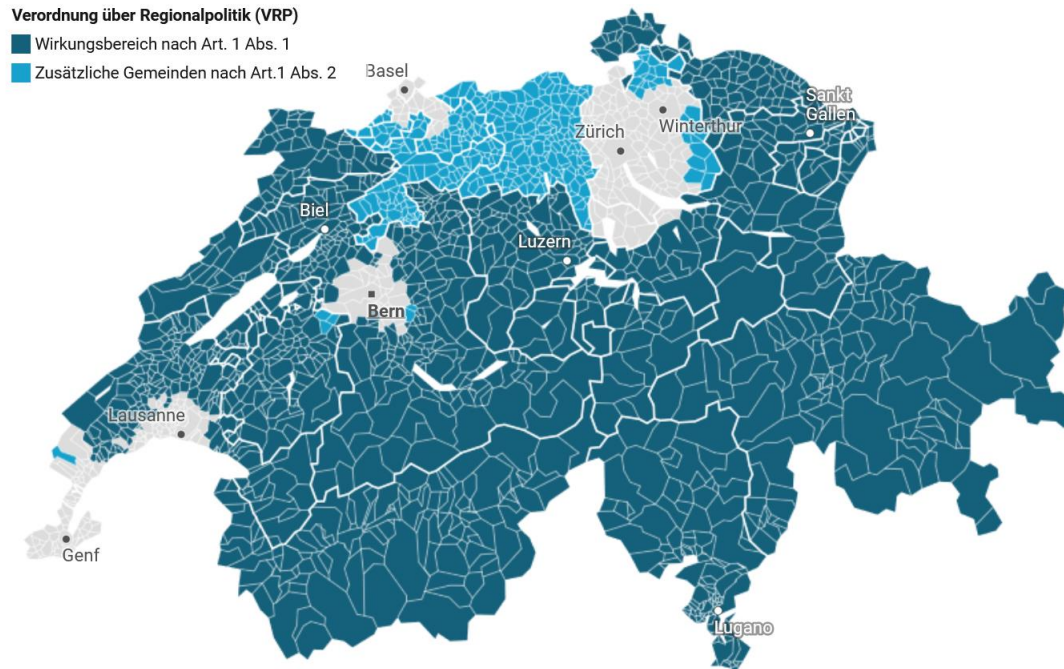 Verordnung über Regionalpolitik (VRP)
Wirkungsbereich nach Art. 1 Abs. 1
Zusätzliche Gemeinden nach Art.1 Abs. 2
Basel
Sankt
Gallen
Winterthur
Zürich
Biel
Luzern
Bern
Lausanne
Genf
Lugano